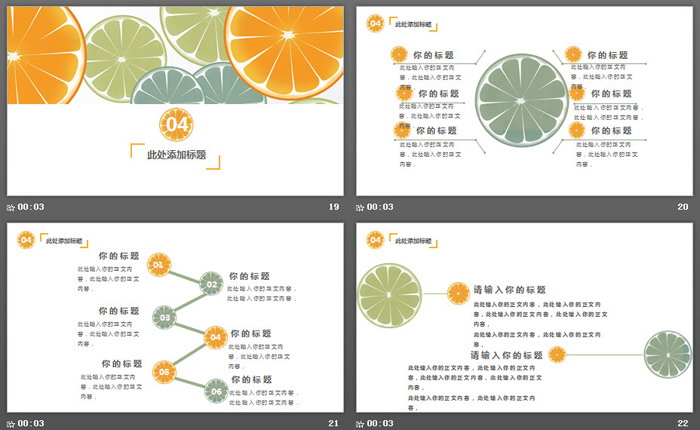 04
此处添加标题
00:03
19
04
此处添加标题
你的标题
此处输入你的正文内
容，此处输入你的正文
内容。
你的标题
此处输入你的正文内
容，此处输入你的正文内容。
你的标题
此处输入你的正文内
容，此处输入你的正文
内容。
你的标题
此处输入你的正文内
容，此处输入你的正文
内容。
你的标题
此处输入你的正文内容，此处输入你的正文内容。
你的标题
此处输入你的正文内
容，此处输入你的正文
内容。
00:03
20
04
此处添加标题
你的标题
此处输入你的正文内
容，此处输入你的正文
内容。
01
02
你的标题
此处输入你的正文内容，
此处输入你的正文内容。
你的标题
此处输入你的正文内
容，此处输入你的正文
内容。
03
04
你的标题
此处输入你的正文内
容，此处输入你的正文
内容。
你的标题
此处输入你的正文内
容，此处输入你的正文
内容。
05
06
你的标题
此处输入你的正文内
容，此处输入你的正文
内容。
00:03
21
04
此处添加标题
请输入你的标题
此处输入你的正文内容，此处输入你的正文内
容，此处输入你的正文内容，此处输入你的正文内
容。
此处输入你的正文内容，此处输入你的正文内容。
请输入你的标题
此处输入你的正文内容，此处输入你的正文内
容，此处输入你的正文内容，此处输入你的正文内
容。
此处输入你的正文内容，此处输入你的正文内容。
00:03
22